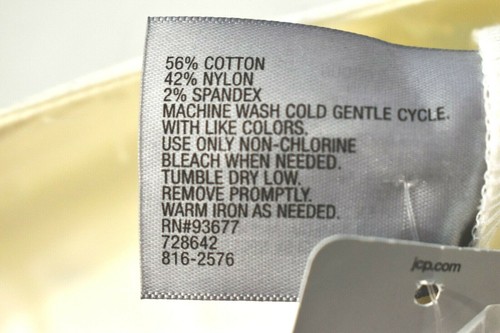 56% COTTON
42% NYLON
2% SPANDEX
MACHINE WASH COLD GENTLE CYCLE.
WITH LIKE COLORS.
USE ONLY NON-CHLORINE
BLEACH WHEN NEEDED.
TUMBLE DRY LOW.
REMOVE PROMPTLY.
WARM IRON AS NEEDED.
RN#93677
728642
816-2576
jcp.com